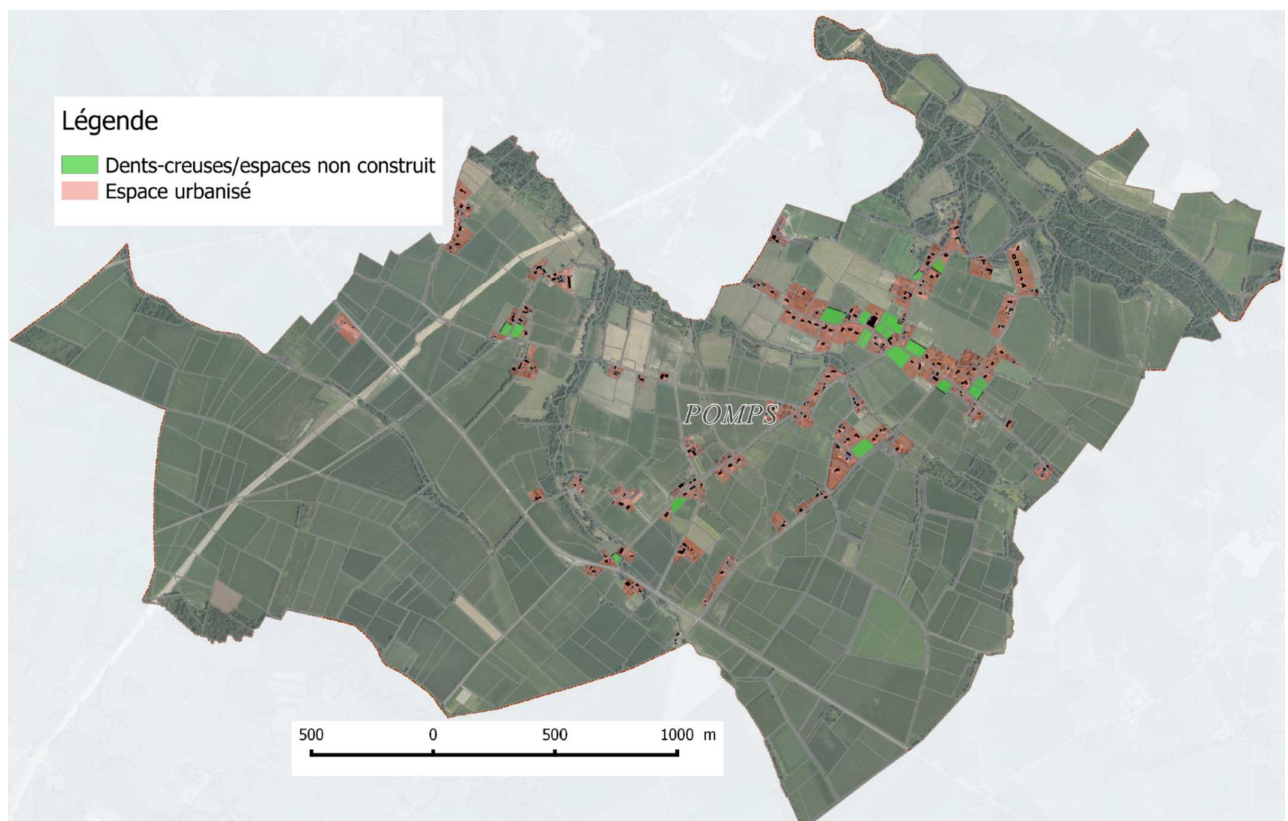 Légende
Dents-creuses/espaces non construit
Espace urbanisé
POMPS
500 0 500 1000 m